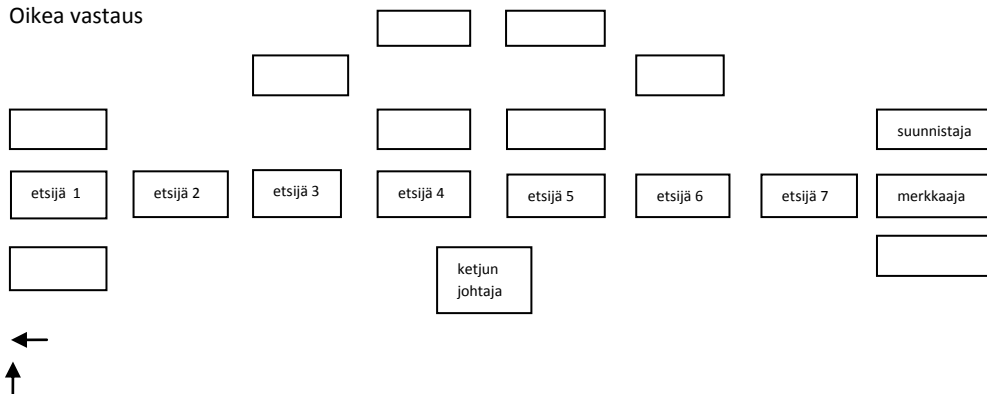 Oikea vastaus
suunnistaja
etsijä 1
etsijä 2
etsijä 3
etsijä 4
etsijä 5
etsijä 6
etsijä 7
merkkaaja
ketjun
johtaja